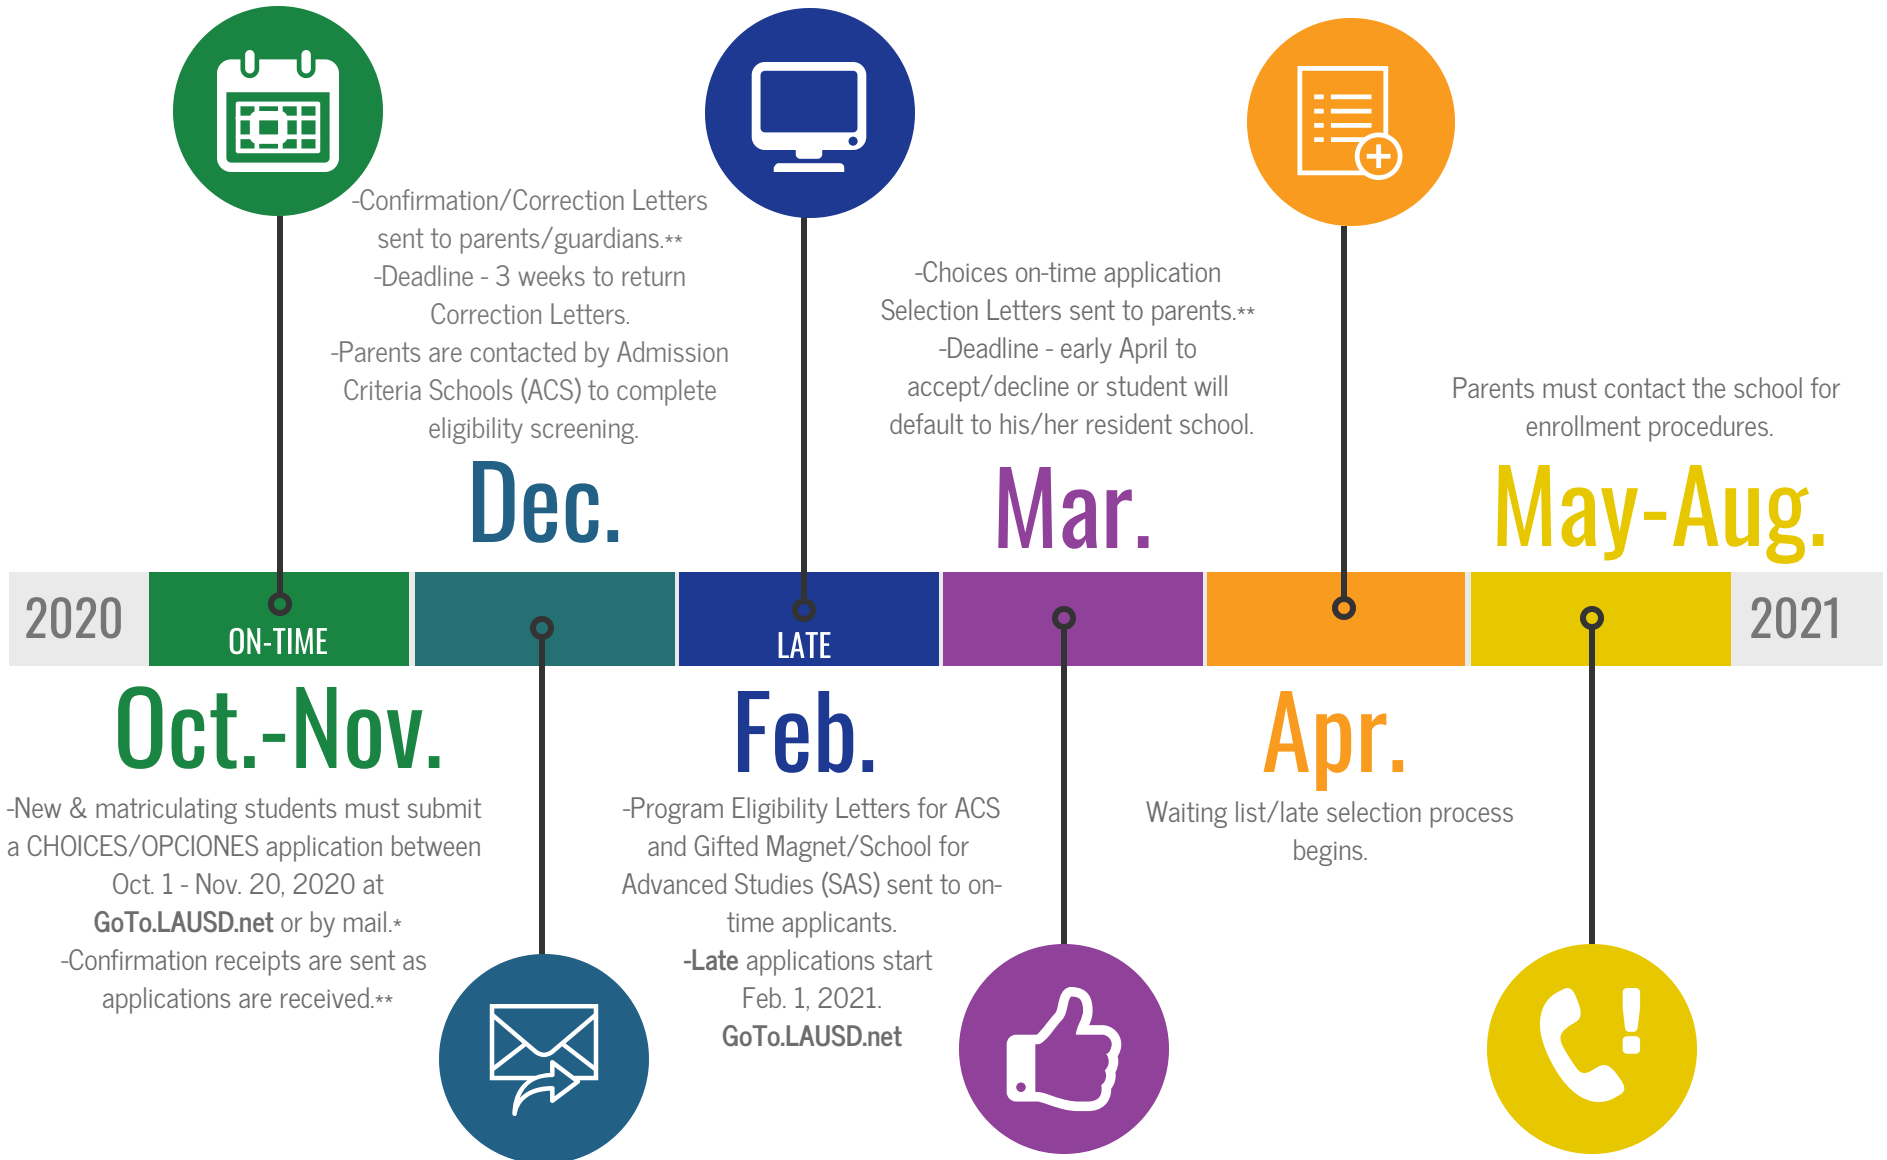 -Confirmation/Correction Letters
sent to parents/guardians.**
-Deadline - 3 weeks to return
Correction Letters.
-Parents are contacted by Admission
Criteria Schools (ACS) to complete
eligibility screening.
Dec.
-Choices on-time application
Selection Letters sent to parents.**
-Deadline - early April to
accept/decline or student will
default to his/her resident school.
Mar.
Parents must contact the school for
enrollment procedures.
May-Aug.
2020
ON-TIME
LATE
2021
Oct.-Nov.
-New & matriculating students must submit
a CHOICES/OPCIONES application between
Oct. 1 - Nov. 20, 2020 at
GoTo.LAUSD.net or by mail.*
-Confirmation receipts are sent as
applications are received.**
Feb.
-Program Eligibility Letters for ACS
and Gifted Magnet/School for
Advanced Studies (SAS) sent to on-
time applicants.
-Late applications start
Feb. 1, 2021.
GoTo.LAUSD.net
Apr.
Waiting list/late selection process
begins.